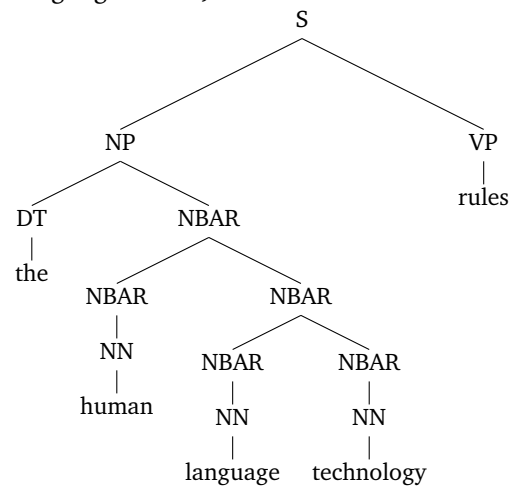 S
NP VP
rules
DT NBAR
the
NBAR NBAR
NN NBAR NBAR
human NN NN
language technology